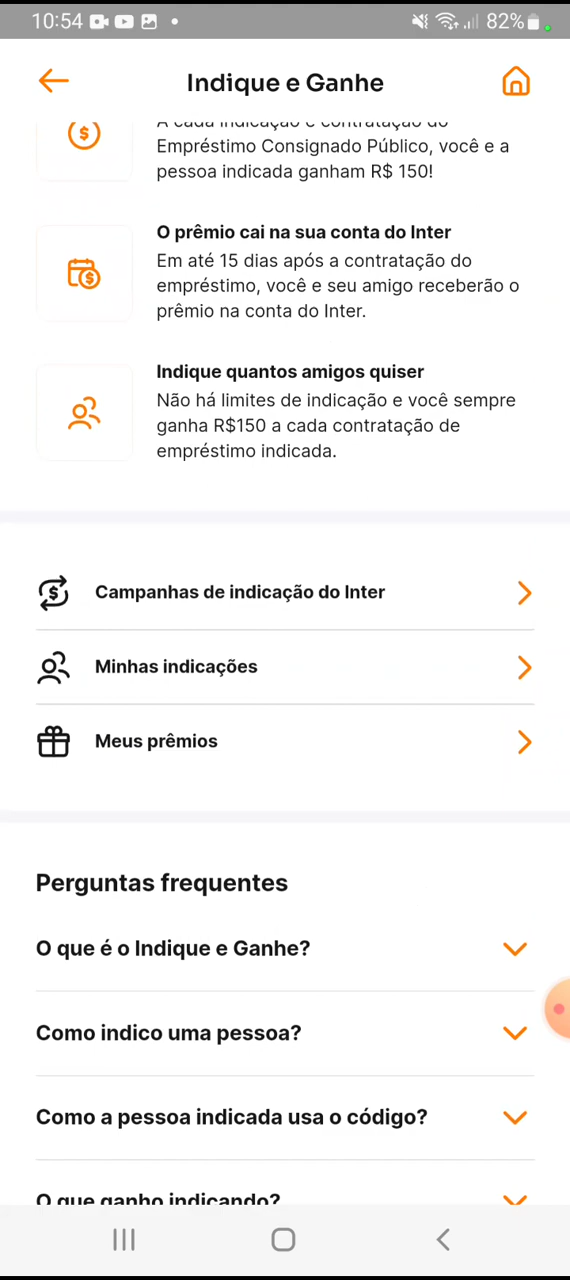 10:54
82%
Indique e Ganhe
A cada indicação e contratação do
Empréstimo Consignado Público, você e a
pessoa indicada ganham R$ 150!
O prêmio cai na sua conta do Inter
Em até 15 dias após a contratação do
empréstimo, você e seu amigo receberão o
prêmio na conta do Inter.
Indique quantos amigos quiser
Não há limites de indicação e você sempre
ganha R$150 a cada contratação de
empréstimo indicada.
Campanhas de indicação do Inter
Minhas indicações
Meus prêmios
Perguntas frequentes
O que é o Indique e Ganhe?
Como indico uma pessoa?
Como a pessoa indicada usa o código?
O que ganho indicando?